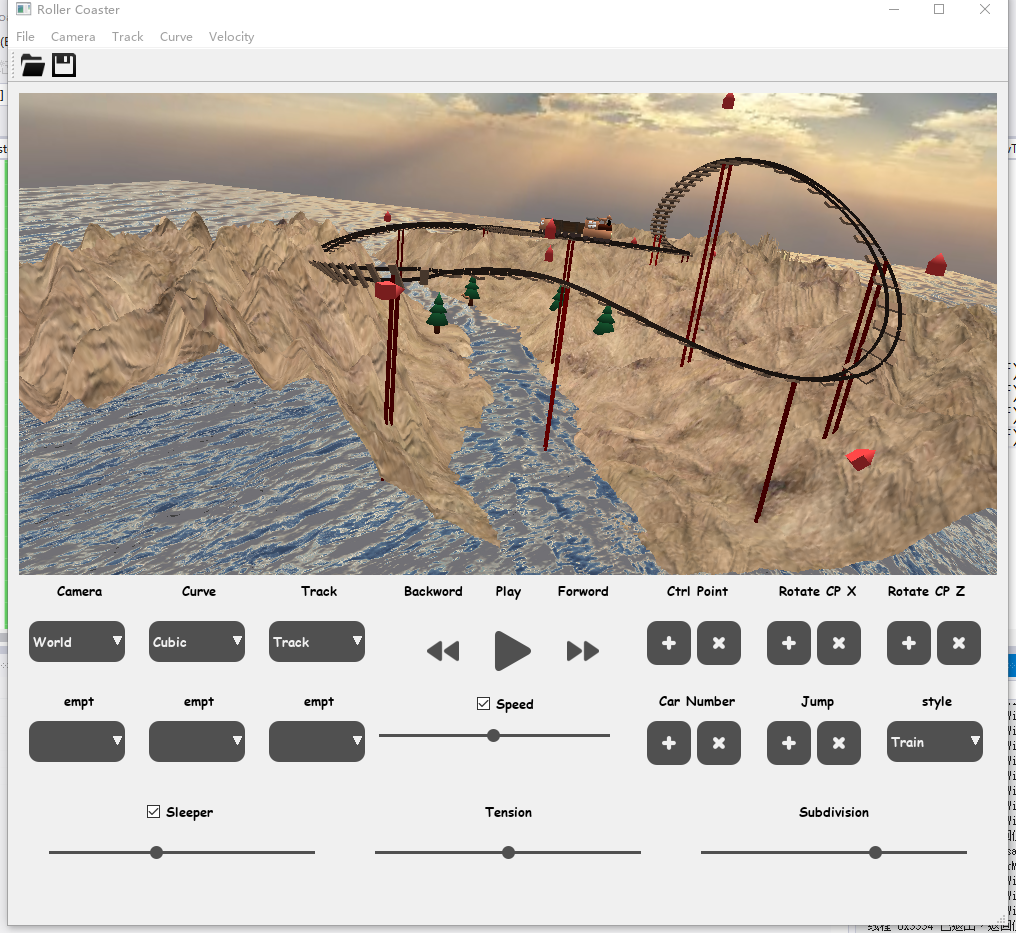 Roller Coaster
File Camera Track Curve Velocity
Camera Curve Track Backword Play Forword Ctrl Point Rotate CP X Rotate CP Z
World Cubic Track
empt empt empt Speed Car Number Jump style
Train
Sleeper Tension Subdivision